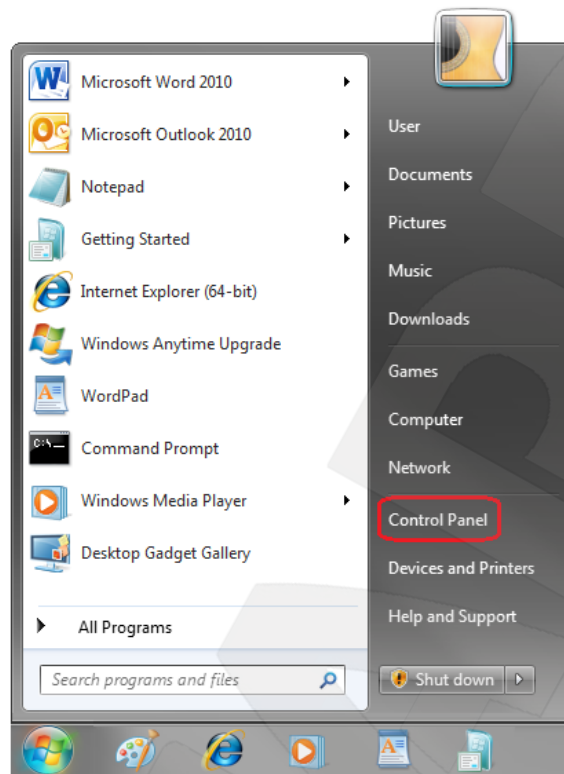 Microsoft Word 2010
Microsoft Outlook 2010
Notepad
Getting Started
Internet Explorer (64-bit)
Windows Anytime Upgrade
WordPad
C:\
Command Prompt
Windows Media Player
Desktop Gadget Gallery
All Programs
Search programs and files
User
Documents
Pictures
Music
Downloads
Games
Computer
Network
Control Panel
Devices and Printers
Help and Support
Shut down